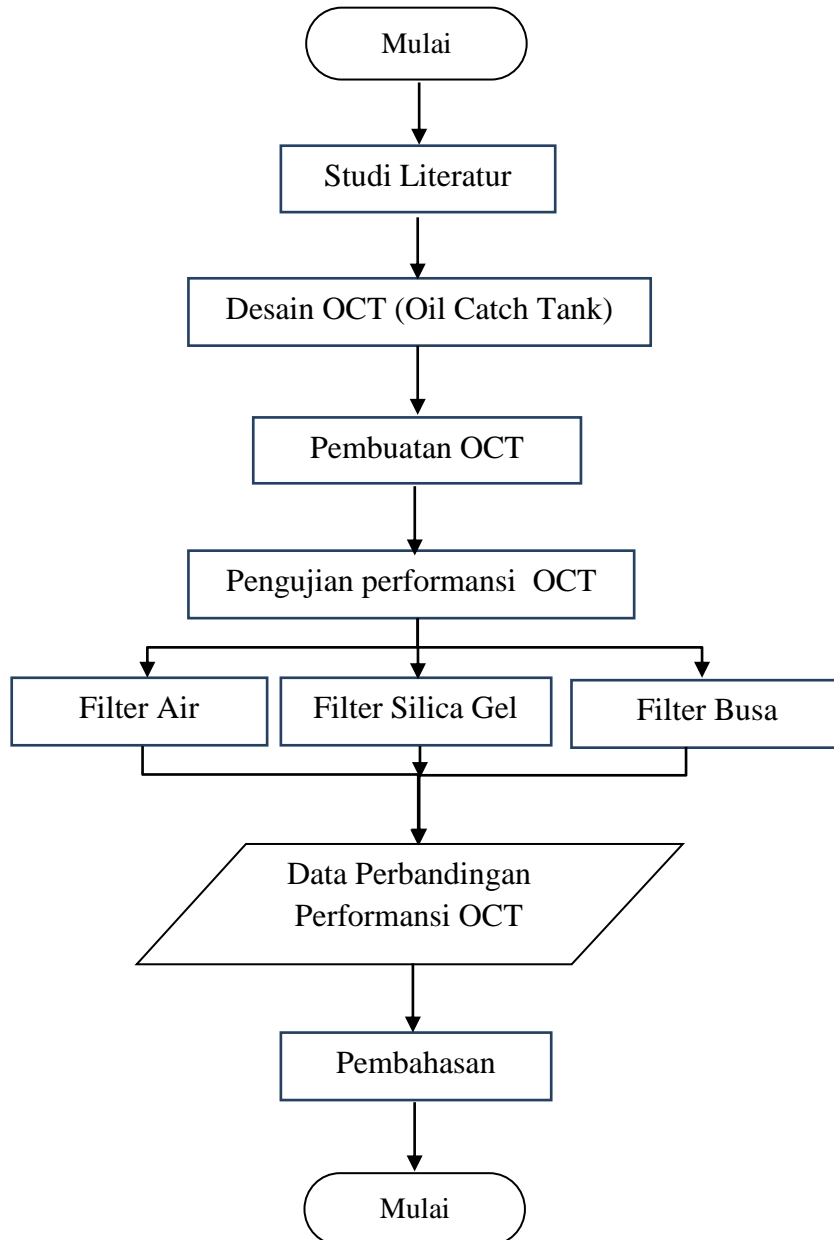 Mulai
Studi Literatur
Desain OCT (Oil Catch Tank)
Pembuatan OCT
Pengujian performansi OCT
Filter Air
Filter Silica Gel
Filter Busa
Data Perbandingan
Performansi OCT
Pembahasan
Mulai